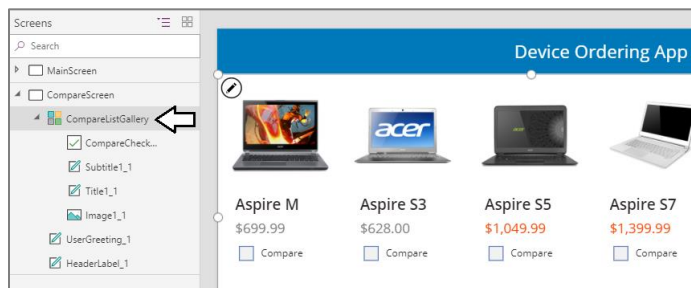 Screens
Search
MainScreen
CompareScreen
CompareListGallery
CompareCheck...
Subtitle1_1
Title1_1
Image1_1
UserGreeting_1
HeaderLabel_1
Device Ordering App
acer
Aspire M Aspire S3 Aspire S5 Aspire S7
$699.99 $628.00 $1,049.99 $1,399.99
Compare Compare Compare Compare